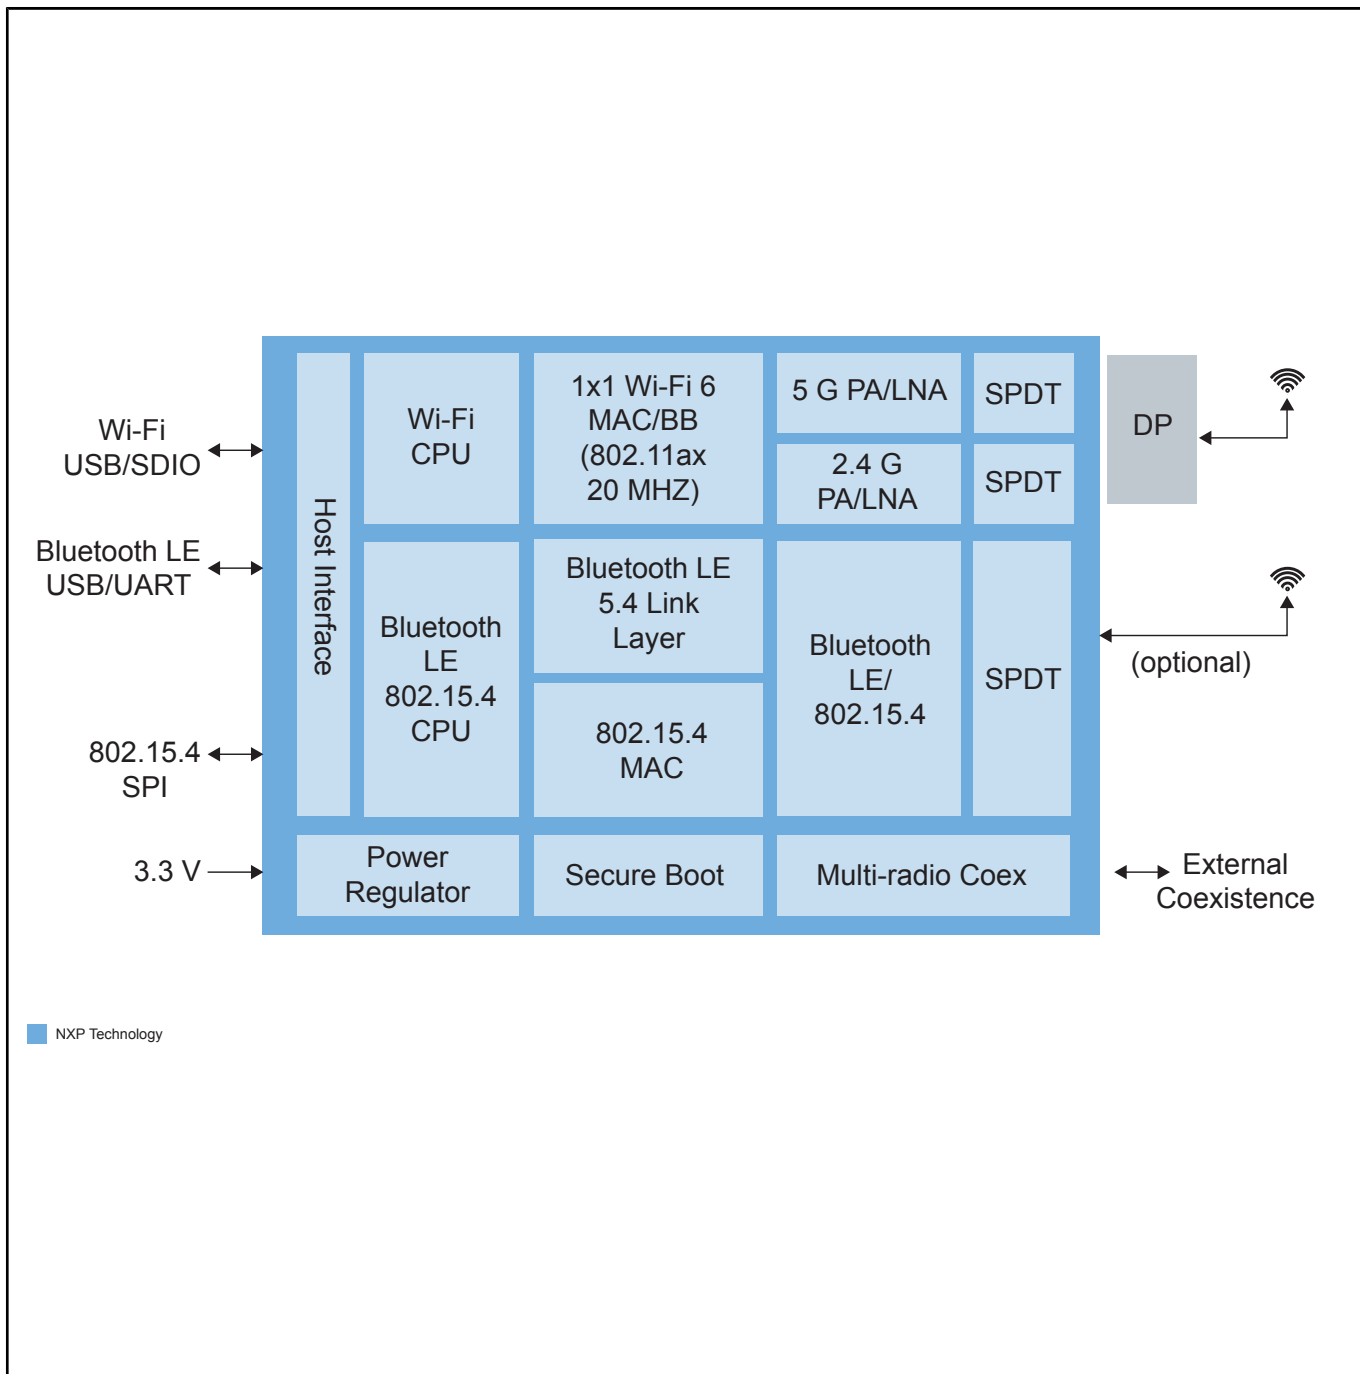 Wi-Fi
USB/SDIO
Bluetooth LE
USB/UART
802.15.4
SPI
3.3 V
Host Interface
Wi-Fi
CPU
Bluetooth
LE
802.15.4
CPU
1x1 Wi-Fi 6
MAC/BB
(802.11ax
20 MHZ)
Bluetooth LE
5.4 Link
Layer
802.15.4
MAC
5 G PA/LNA
2.4 G
PA/LNA
Bluetooth
LE/
802.15.4
SPDT
SPDT
SPDT
Power
Regulator
Secure Boot
Multi-radio Coex
DP
(optional)
External
Coexistence
NXP Technology